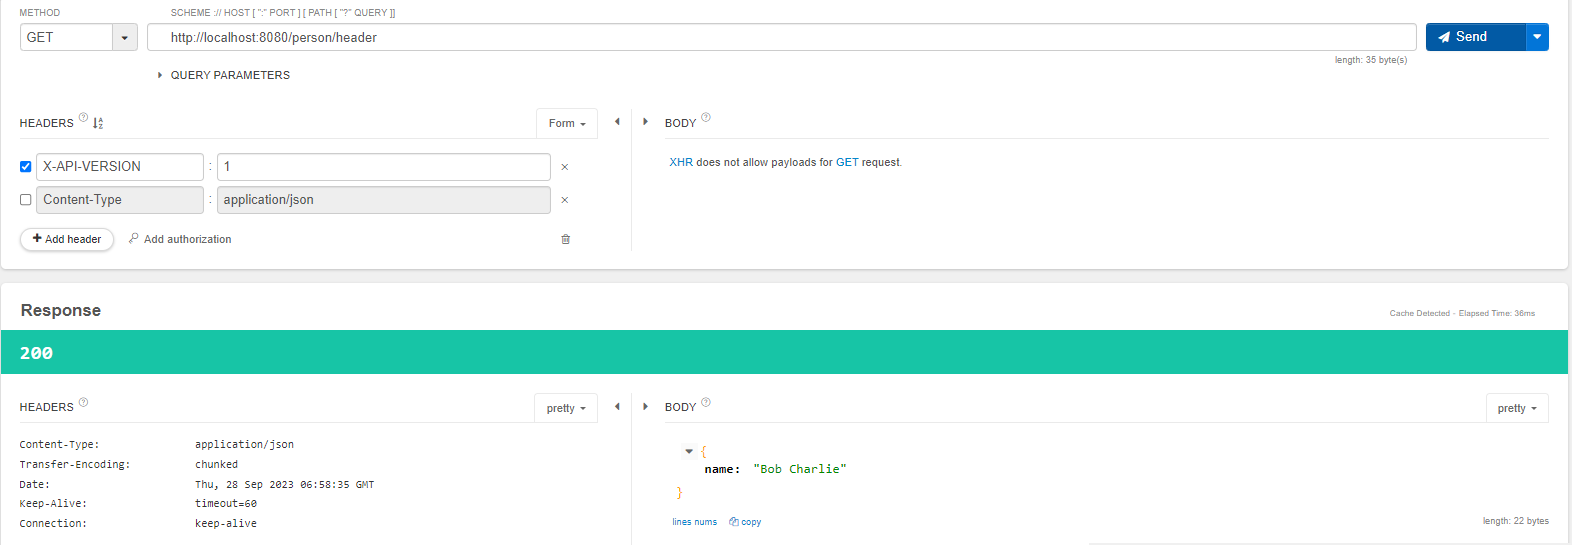 METHOD
SCHEME :// HOST [ ":" PORT ] [ PATH [ "?" QUERY ]]
GET
http://localhost:8080/person/header
Send
length: 35 byte(s)
QUERY PARAMETERS
HEADERS ? A Z
Form
BODY ?
X-API-VERSION : 1 ×
XHR does not allow payloads for GET request.
Content-Type : application/json ×
+ Add header
Add authorization
Response
Cache Detected - Elapsed Time: 36ms
200
HEADERS ?
pretty
BODY ?
pretty
Content-Type: application/json
Transfer-Encoding: chunked
Date: Thu, 28 Sep 2023 06:58:35 GMT
Keep-Alive: timeout=60
Connection: keep-alive
{
name: "Bob Charlie"
}
lines nums copy
length: 22 bytes